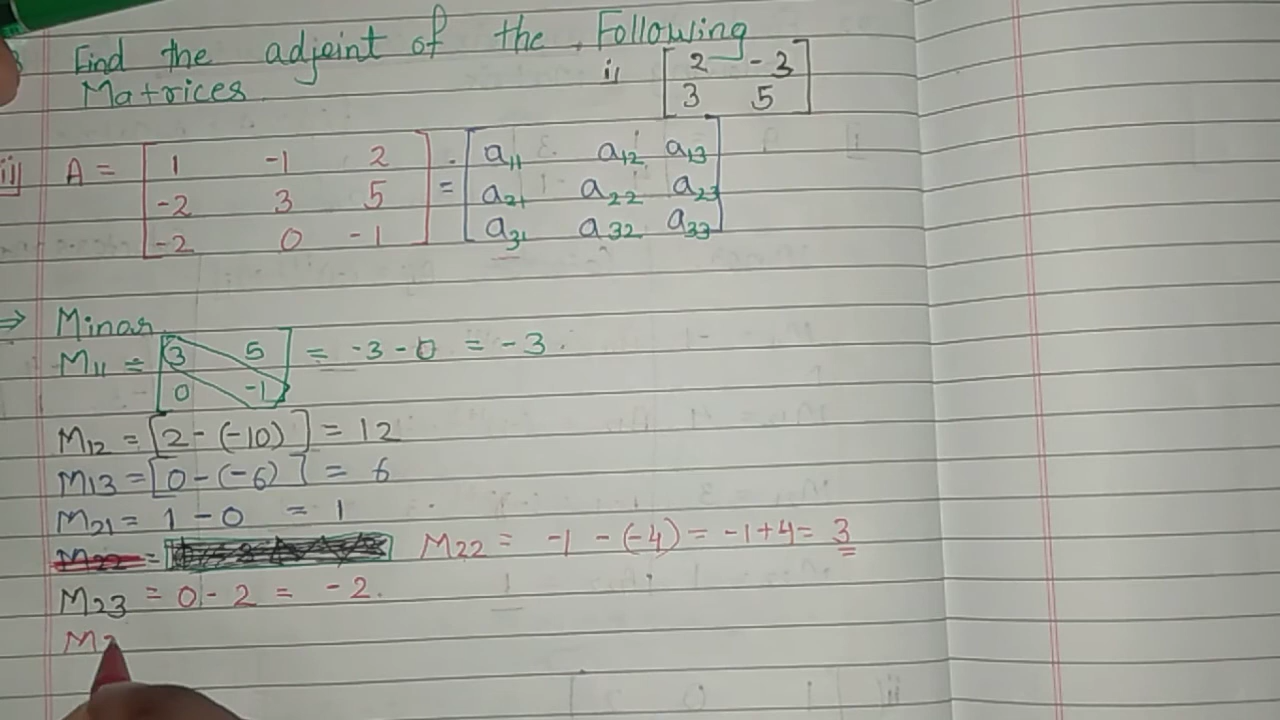 Find the adjoint of the Following
Matrices
i) [2 -3
3 5]
ii) A = [1 -1 2
-2 3 5
-2 0 -1] = [a11 a12 a13
a21 a22 a23
a31 a32 a33]
⇒ Minor
M11 = [3 5
0 -1] = -3 - 0 = -3.
M12 = [2 - (-10)] = 12
M13 = [0 - (-6)] = 6
M21 = 1 - 0 = 1
M22 = M22 = -1 - (-4) = -1 + 4 = 3
M23 = 0 - 2 = -2.